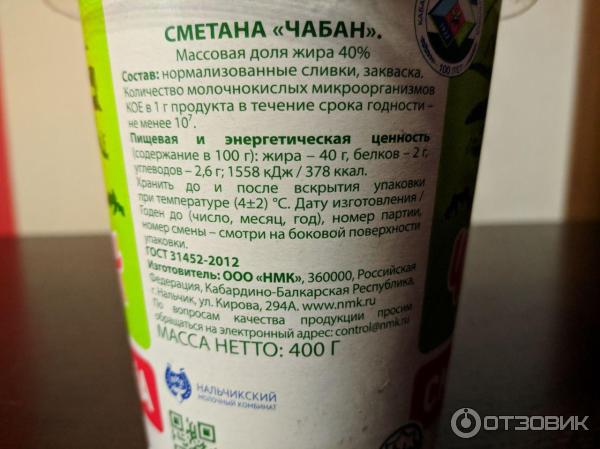 СМЕТАНА «ЧАБАН».
Массовая доля жира 40%
Состав: нормализованные сливки, закваска.
Количество молочнокислых микроорганизмов
КОЕ в 1 г продукта в течение срока годности –
не менее 10⁷.
Пищевая и энергетическая ценность
(содержание в 100 г): жира – 40 г, белков – 2 г,
углеводов – 2,6 г; 1558 кДж / 378 ккал.
Хранить до и после вскрытия упаковки
при температуре (4±2) °С. Дату изготовления /
Годен до (число, месяц, год), номер партии,
номер смены – смотри на боковой поверхности
упаковки.
ГОСТ 31452-2012
Изготовитель: ООО «НМК», 360000, Российская
Федерация, Кабардино-Балкарская Республика,
г. Нальчик, ул. Кирова, 294А. www.nmk.ru
По вопросам качества продукции просим
обращаться на электронный адрес: control@nmk.ru
МАССА НЕТТО: 400 Г
НАЛЬЧИКСКИЙ
МОЛОЧНЫЙ КОМБИНАТ
100 ЛЕТ
ОТЗОВИК